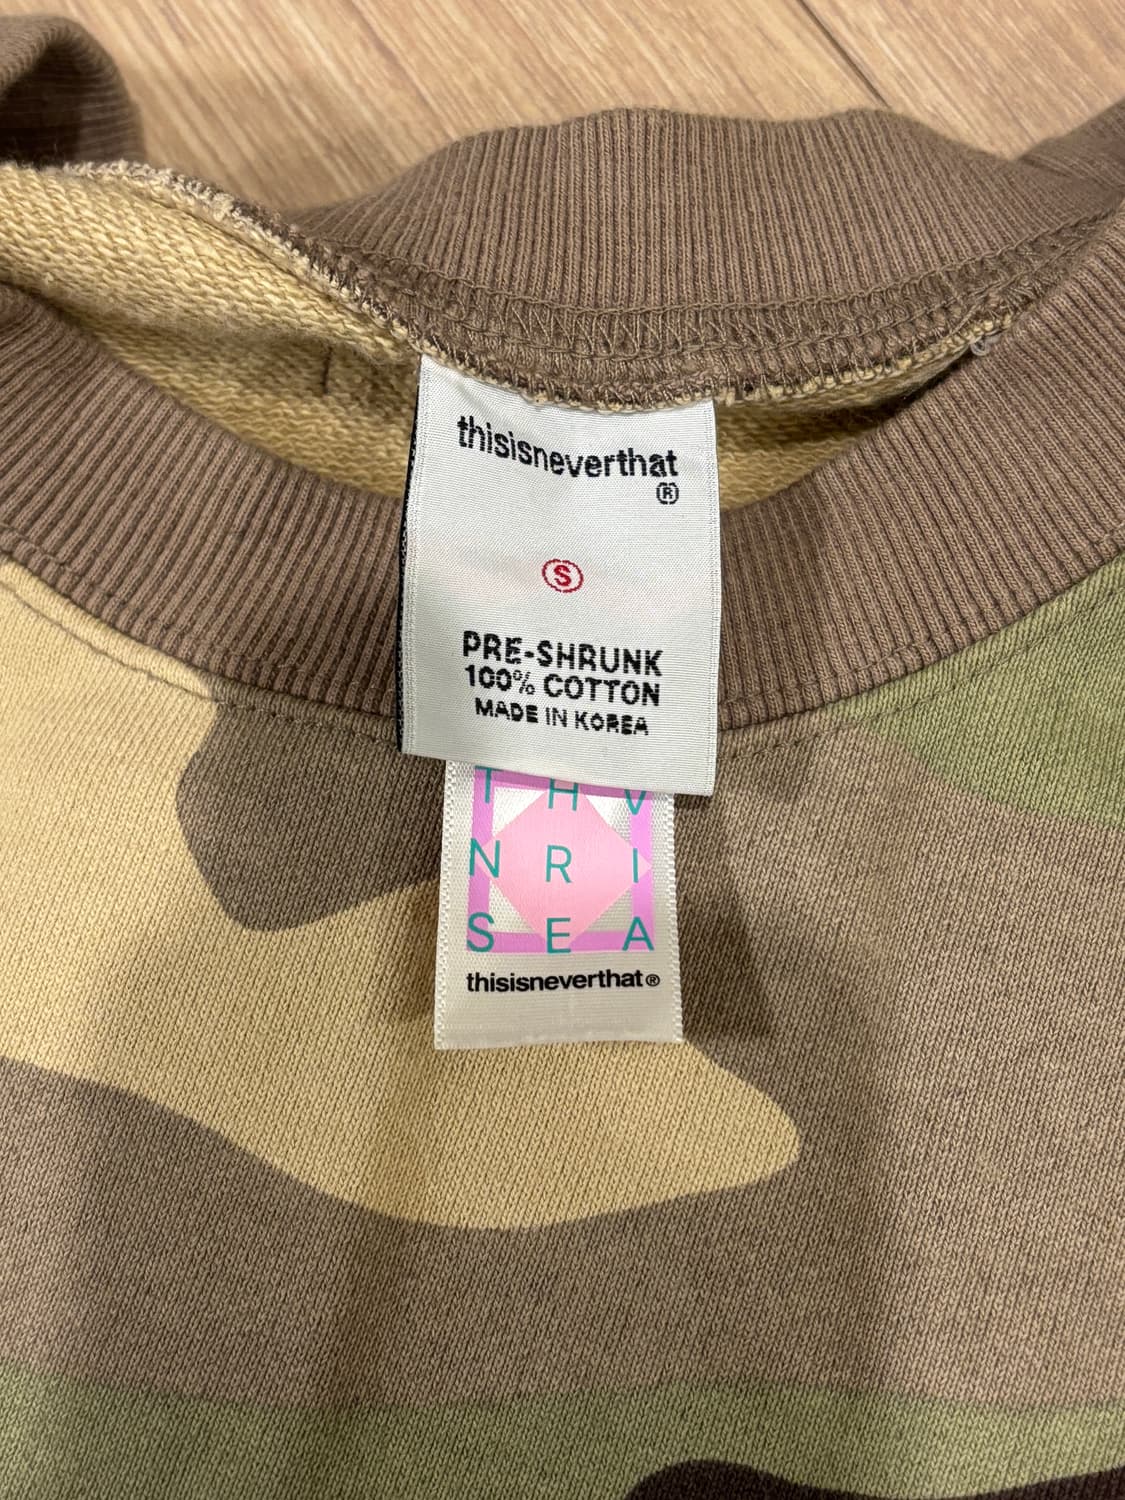 thisisneverthat
®
S
PRE-SHRUNK
100% COTTON
MADE IN KOREA
T H V
N R I
S E A
thisisneverthat®